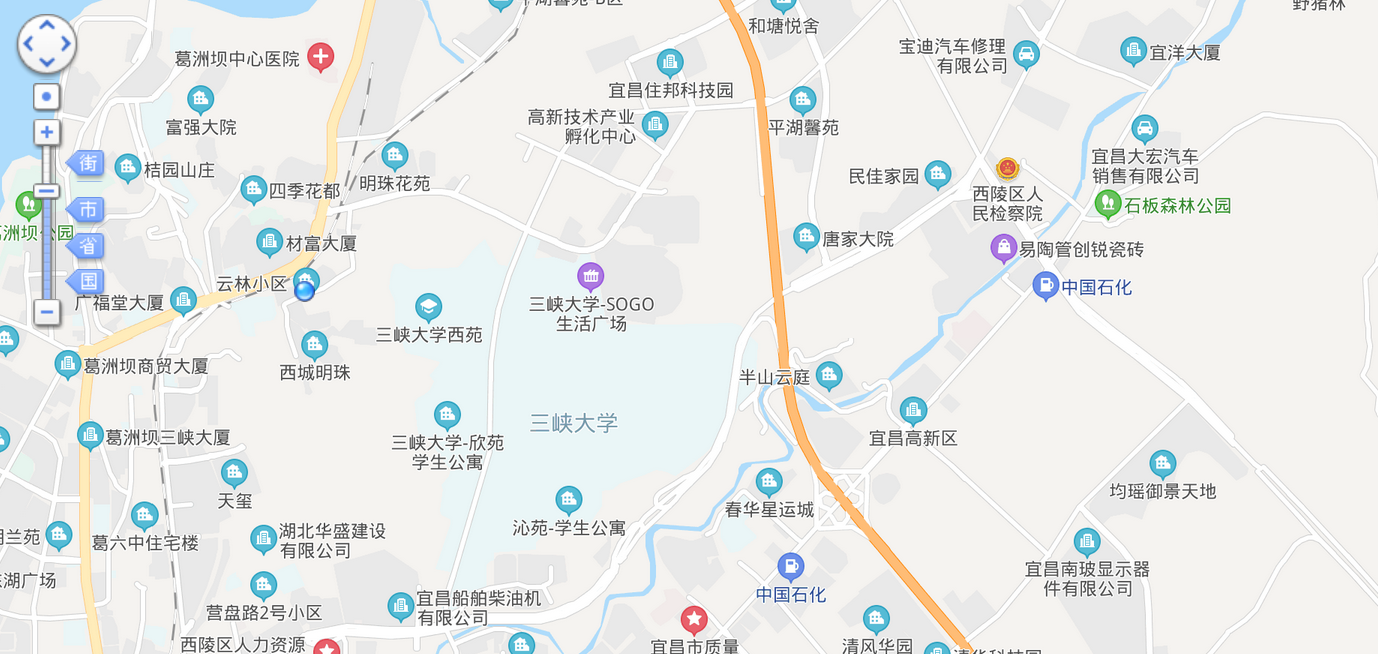 和塘悦舍
葛洲坝中心医院
宝迪汽车修理
有限公司
宜洋大厦
宜昌住邦科技园
富强大院
高新技术产业
孵化中心
平湖馨苑
街
桔园山庄
宜昌大宏汽车
销售有限公司
四季花都
明珠花苑
民佳家园
西陵区人
民检察院
石板森林公园
市
材富大厦
唐家大院
易陶管创锐瓷砖
省
国
云林小区
中国石化
广福堂大厦
三峡大学-SOGO
生活广场
三峡大学西苑
葛洲坝商贸大厦
西城明珠
半山云庭
三峡大学
葛洲坝三峡大厦
三峡大学-欣苑
学生公寓
宜昌高新区
天玺
均瑶御景天地
春华星运城
沁苑-学生公寓
葛六中住宅楼
湖北华盛建设
有限公司
宜昌南玻显示器
件有限公司
湖广场
中国石化
营盘路2号小区
宜昌船舶柴油机
有限公司
西陵区人力资源
宜昌市质量
清风华园